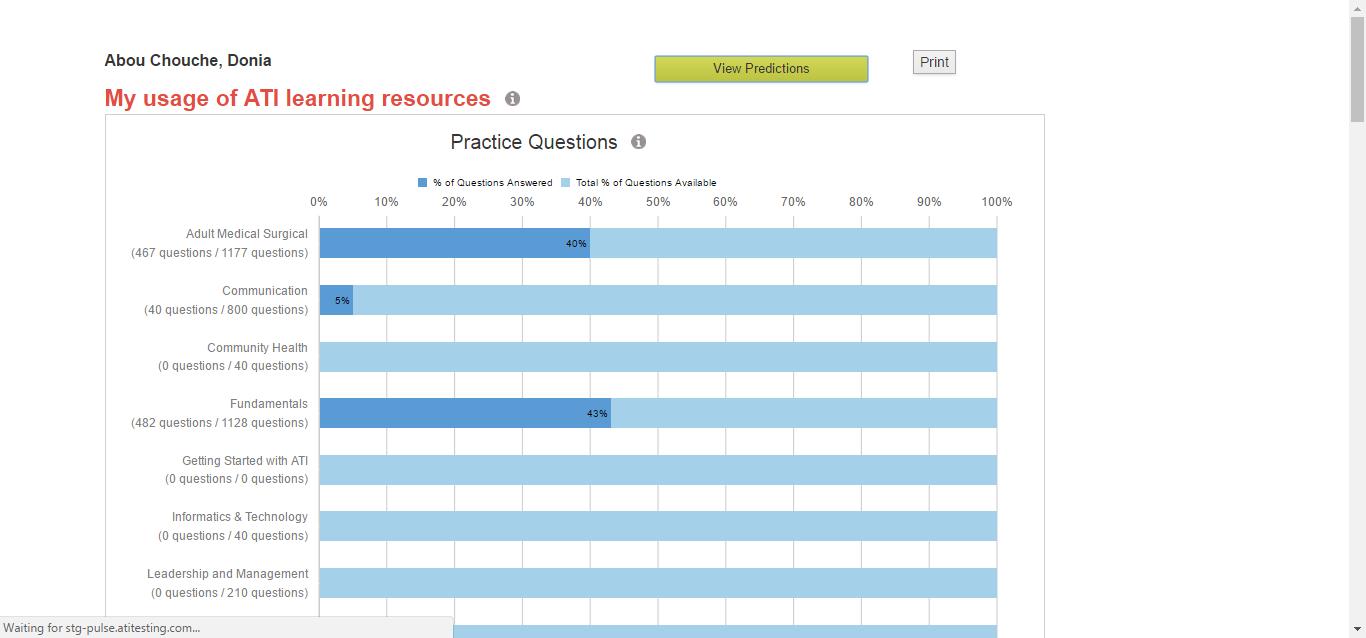 Abou Chouche, Donia
View Predictions
Print
My usage of ATI learning resources
Practice Questions
% of Questions Answered Total % of Questions Available
0% 10% 20% 30% 40% 50% 60% 70% 80% 90% 100%
Adult Medical Surgical
(467 questions / 1177 questions)
40%
Communication
(40 questions / 800 questions)
5%
Community Health
(0 questions / 40 questions)
Fundamentals
(482 questions / 1128 questions)
43%
Getting Started with ATI
(0 questions / 0 questions)
Informatics & Technology
(0 questions / 40 questions)
Leadership and Management
(0 questions / 210 questions)
Waiting for stg-pulse.atitesting.com...